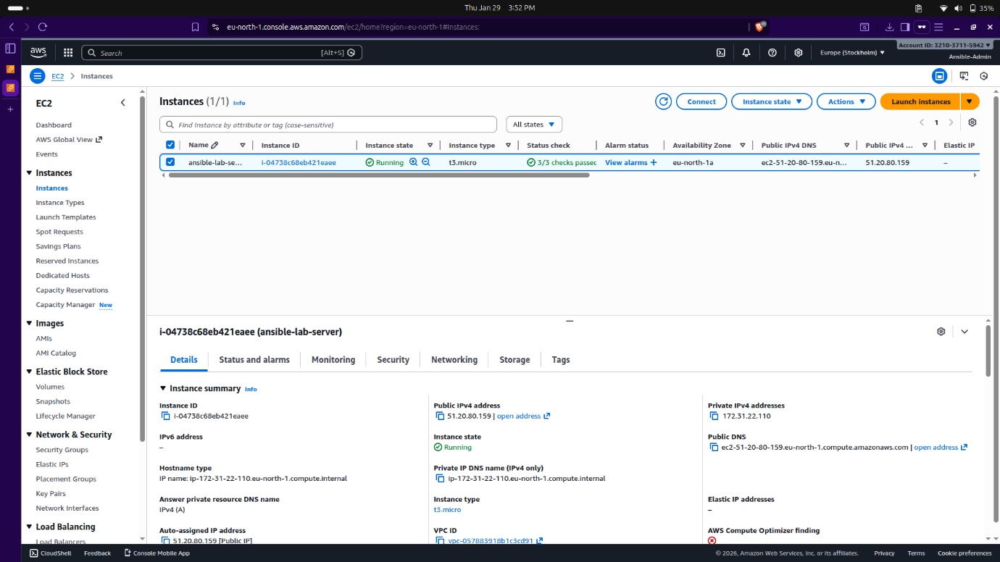 Thu Jan 29 3:52 PM
35%
eu-north-1.console.aws.amazon.com/ec2/home?region=eu-north-1#Instances:
aws
Search
[Alt+S]
Europe (Stockholm)
Account ID: 3210-3711-5942
Ansible-Admin
EC2
Instances
EC2
Dashboard
AWS Global View
Events
Instances
Instances
Instance Types
Launch Templates
Spot Requests
Savings Plans
Reserved Instances
Dedicated Hosts
Capacity Reservations
Capacity Manager New
Images
AMIs
AMI Catalog
Elastic Block Store
Volumes
Snapshots
Lifecycle Manager
Network & Security
Security Groups
Elastic IPs
Placement Groups
Key Pairs
Network Interfaces
Load Balancing
Load Balancers
Instances (1/1) Info
Connect
Instance state
Actions
Launch instances
Find Instance by attribute or tag (case-sensitive)
All states
1
Name Instance ID Instance state Instance type Status check Alarm status Availability Zone Public IPv4 DNS Public IPv4 ... Elastic IP
ansible-lab-se... i-04738c68eb421eaee Running t3.micro 3/3 checks passed View alarms + eu-north-1a ec2-51-20-80-159.eu-n... 51.20.80.159 –
i-04738c68eb421eaee (ansible-lab-server)
Details Status and alarms Monitoring Security Networking Storage Tags
Instance summary Info
Instance ID
i-04738c68eb421eaee
Public IPv4 address
51.20.80.159 | open address
Private IPv4 addresses
172.31.22.110
IPv6 address
–
Instance state
Running
Public DNS
ec2-51-20-80-159.eu-north-1.compute.amazonaws.com | open address
Hostname type
IP name: ip-172-31-22-110.eu-north-1.compute.internal
Private IP DNS name (IPv4 only)
ip-172-31-22-110.eu-north-1.compute.internal
Answer private resource DNS name
IPv4 (A)
Instance type
t3.micro
Elastic IP addresses
–
Auto-assigned IP address
51.20.80.159 [Public IP]
VPC ID
vpc-057883918b1c3cd91
AWS Compute Optimizer finding
CloudShell
Feedback
Console Mobile App
© 2026, Amazon Web Services, Inc. or its affiliates.
Privacy
Terms
Cookie preferences